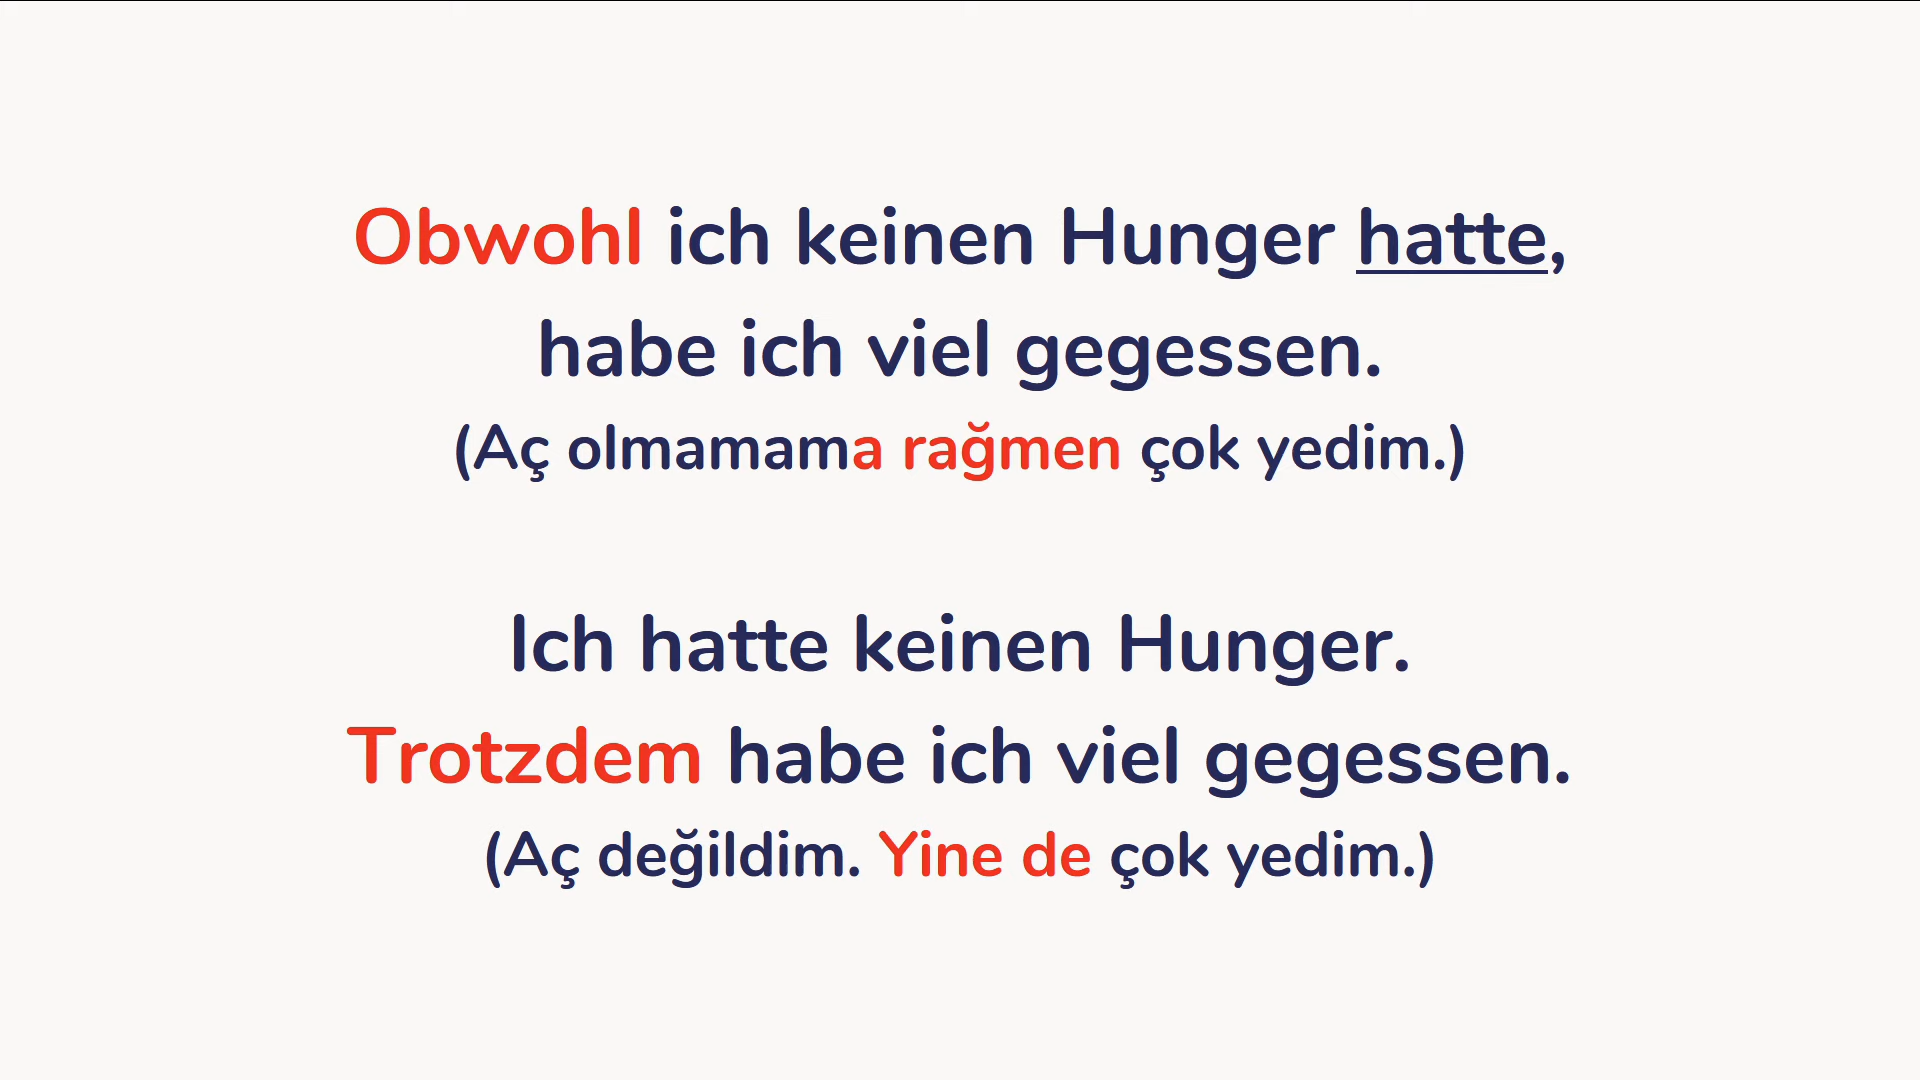 Obwohl ich keinen Hunger hatte,
habe ich viel gegessen.
(Aç olmamama rağmen çok yedim.)
Ich hatte keinen Hunger.
Trotzdem habe ich viel gegessen.
(Aç değildim. Yine de çok yedim.)